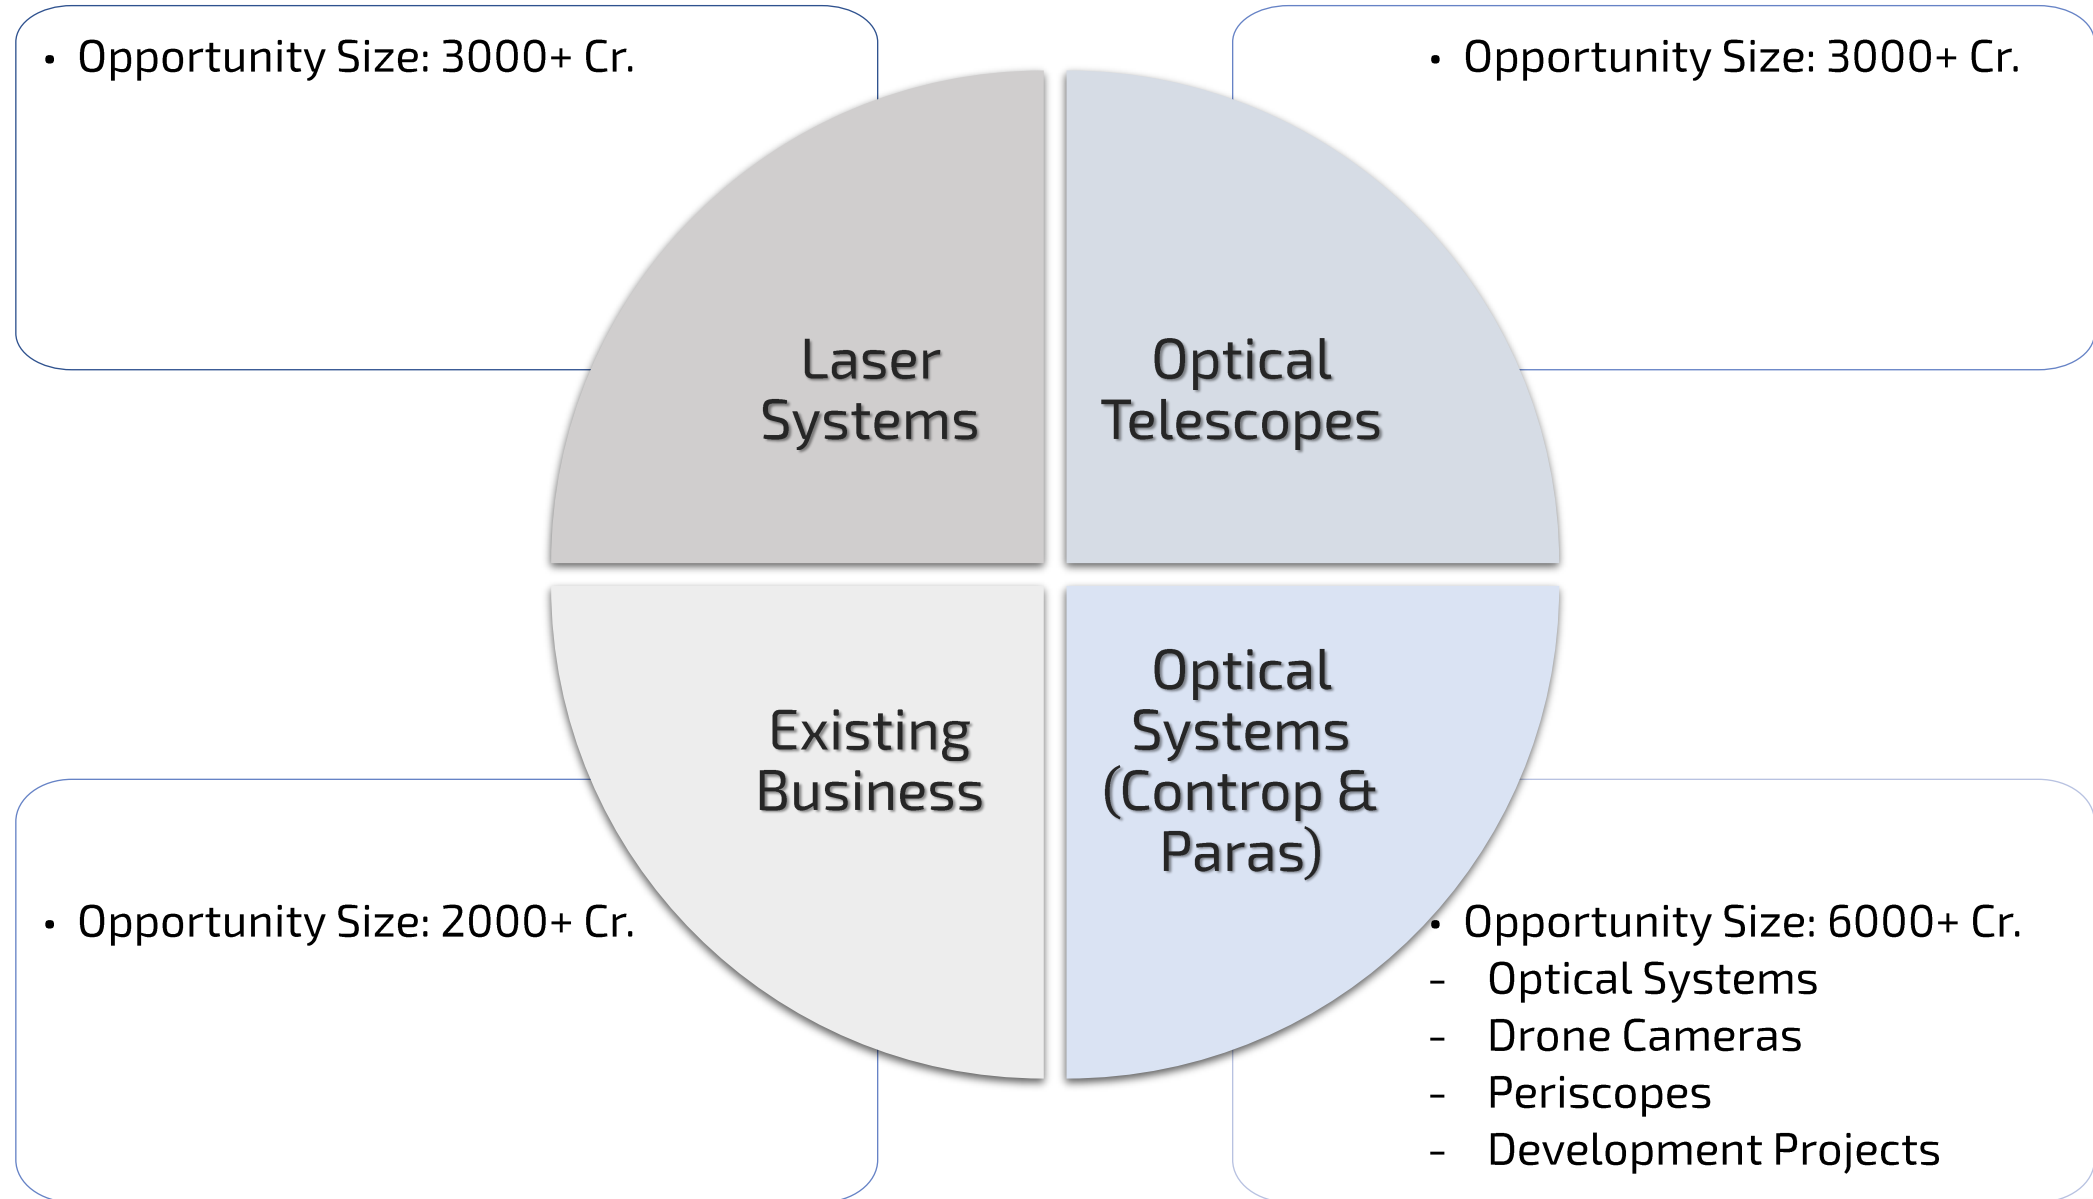 • Opportunity Size: 3000+ Cr.
• Opportunity Size: 3000+ Cr.
Laser
Systems
Optical
Telescopes
Existing
Business
Optical
Systems
(Controp &
Paras)
• Opportunity Size: 2000+ Cr.
• Opportunity Size: 6000+ Cr.
- Optical Systems
- Drone Cameras
- Periscopes
- Development Projects